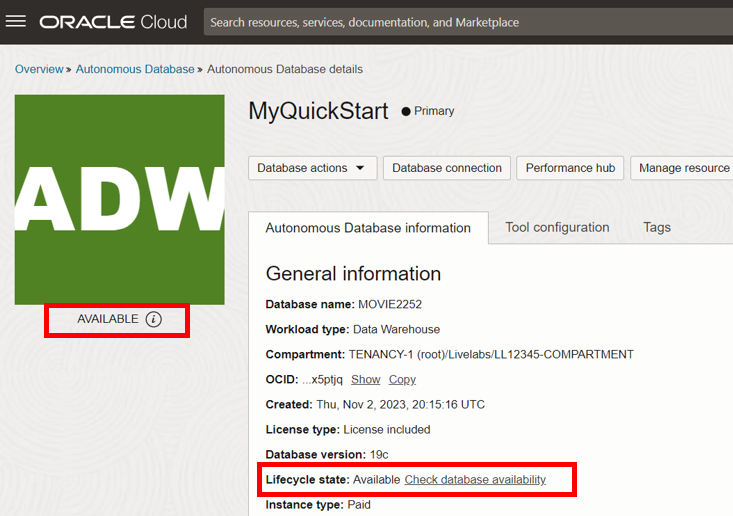 ORACLE Cloud
Search resources, services, documentation, and Marketplace
Overview » Autonomous Database » Autonomous Database details
ADW
AVAILABLE
MyQuickStart
Primary
Database actions
Database connection
Performance hub
Manage resource
Autonomous Database information
Tool configuration
Tags
General information
Database name: MOVIE2252
Workload type: Data Warehouse
Compartment: TENANCY-1 (root)/Livelabs/LL12345-COMPARTMENT
OCID: ...x5ptjq Show Copy
Created: Thu, Nov 2, 2023, 20:15:16 UTC
License type: License included
Database version: 19c
Lifecycle state: Available Check database availability
Instance type: Paid